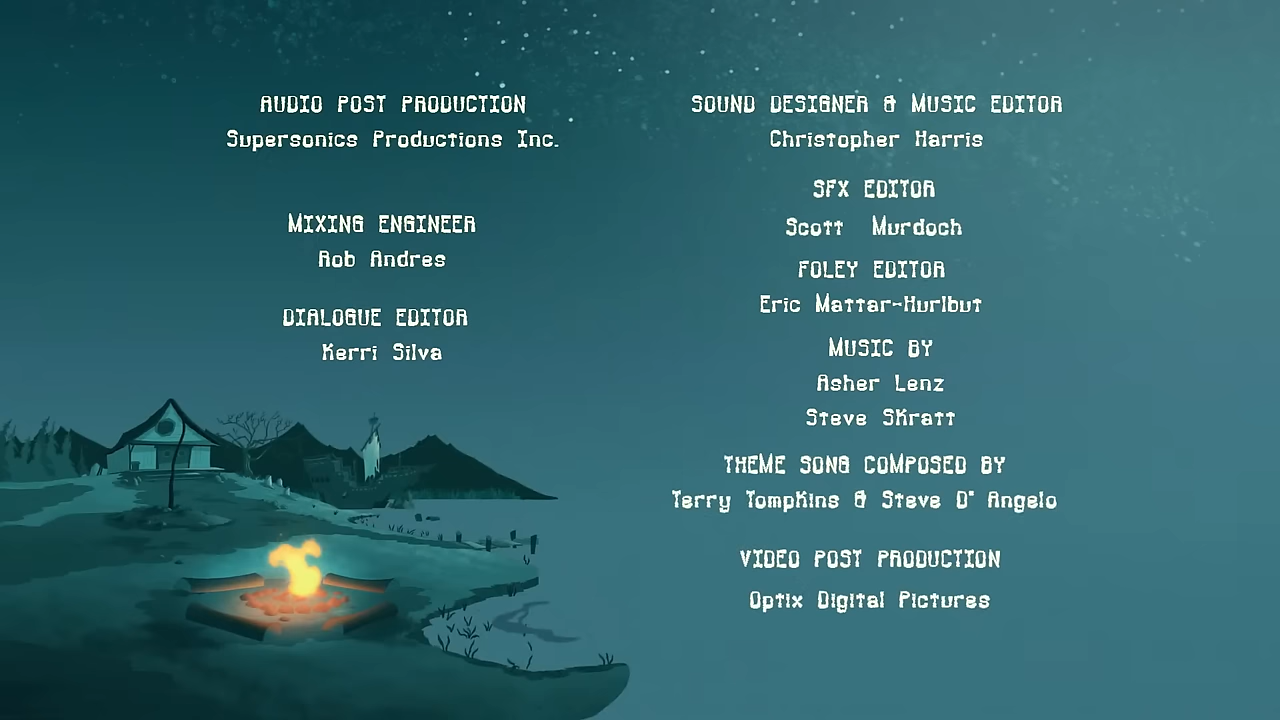 AUDIO POST PRODUCTION
Supersonics Productions Inc.
MIXING ENGINEER
Rob Andres
DIALOGUE EDITOR
Kerri Silva
SOUND DESIGNER & MUSIC EDITOR
Christopher Harris
SFX EDITOR
Scott Murdoch
FOLEY EDITOR
Eric Mattar-Hurlbut
MUSIC BY
Asher Lenz
Steve Skratt
THEME SONG COMPOSED BY
Terry Tompkins & Steve D' Angelo
VIDEO POST PRODUCTION
Optix Digital Pictures